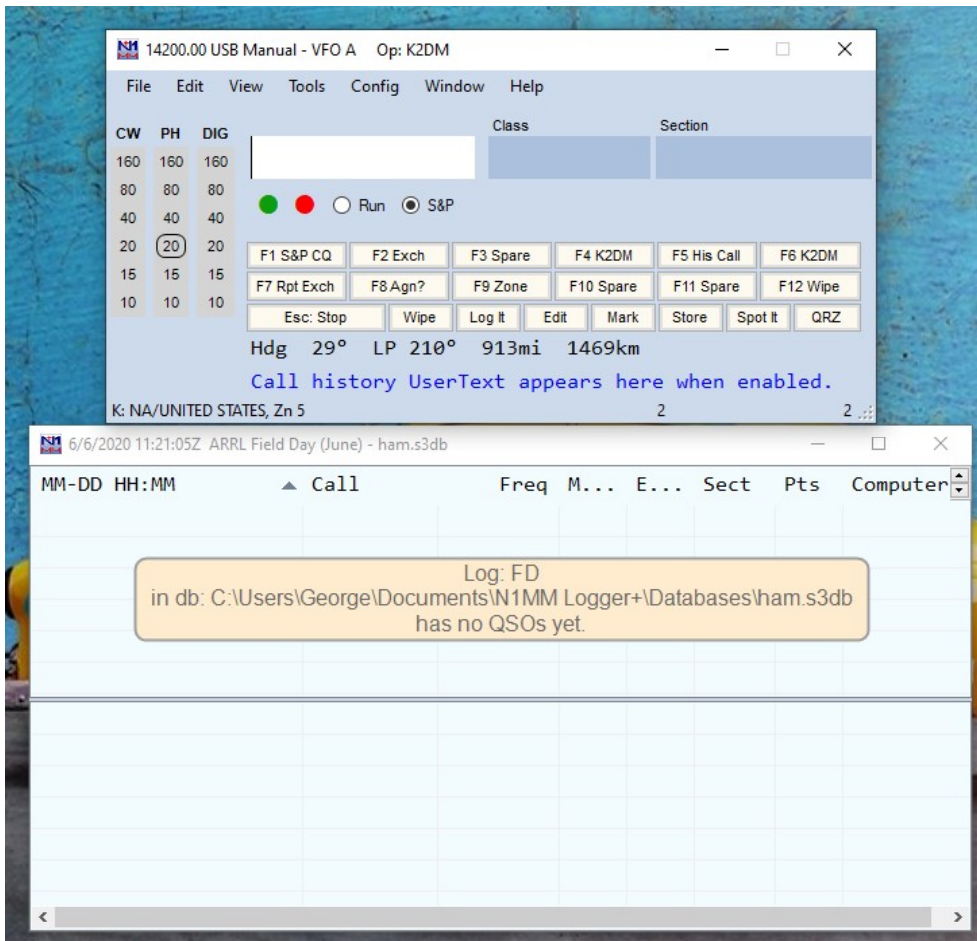 N1MM 14200.00 USB Manual - VFO A Op: K2DM
File Edit View Tools Config Window Help
CW PH DIG Class Section
160 160 160
80 80 80
Run S&P
40 40 40
20 20 20
F1 S&P CQ F2 Exch F3 Spare F4 K2DM F5 His Call F6 K2DM
15 15 15
F7 Rpt Exch F8 Agn? F9 Zone F10 Spare F11 Spare F12 Wipe
10 10 10
Esc: Stop Wipe Log It Edit Mark Store Spot It QRZ
Hdg 29° LP 210° 913mi 1469km
Call history UserText appears here when enabled.
K: NA/UNITED STATES, Zn 5 2 2
N1MM 6/6/2020 11:21:05Z ARRL Field Day (June) - ham.s3db
MM-DD HH:MM Call Freq M... E... Sect Pts Computer
Log: FD
in db: C:\Users\George\Documents\N1MM Logger+\Databases\ham.s3db
has no QSOs yet.